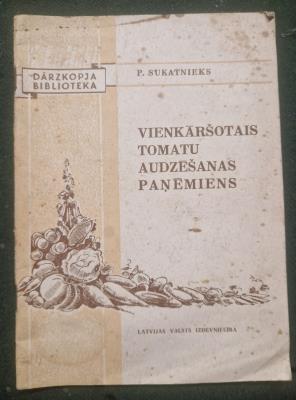 DĀRZKOPJA
BIBLIOTEKA
P. SUKATNIEKS
VIENKĀRŠOTAIS
TOMATU
AUDZĒŠANAS
PAŅĒMIENS
LATVIJAS VALSTS IZDEVNIECĪBA